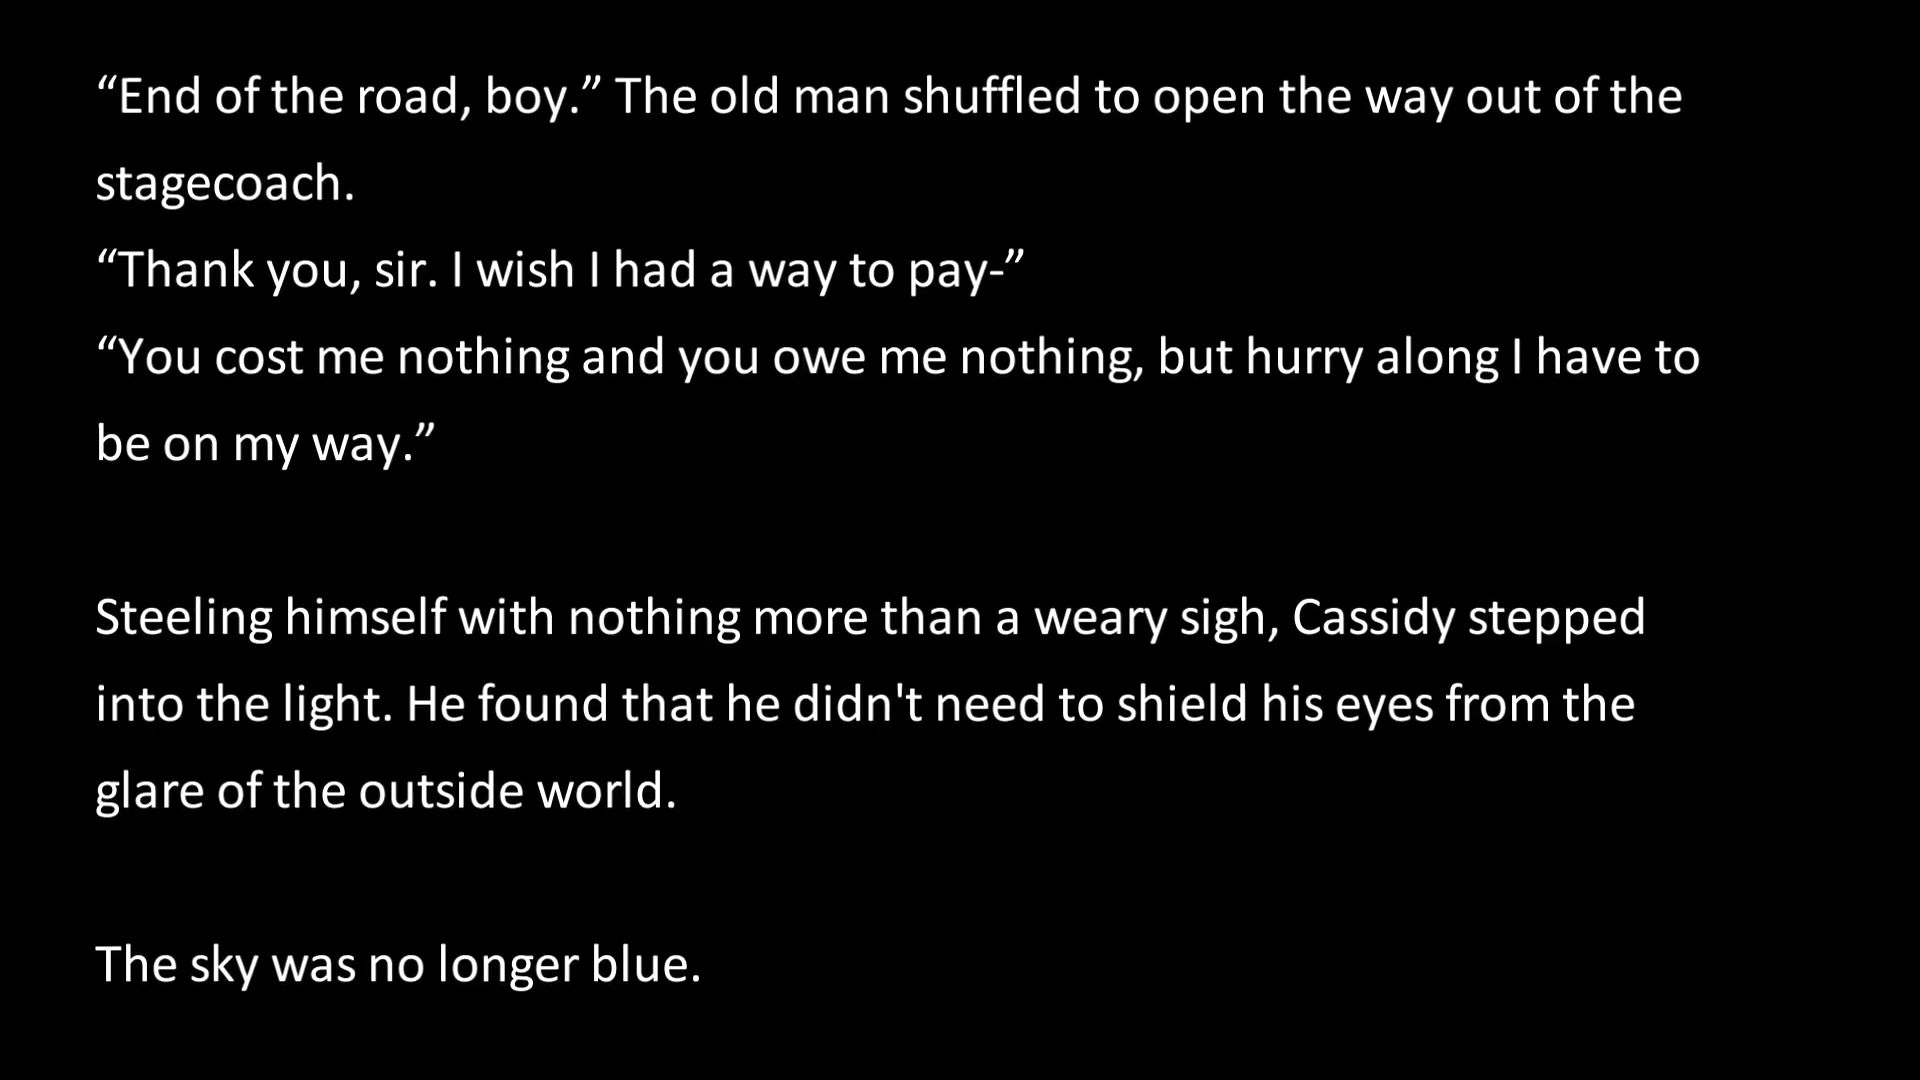 “End of the road, boy.” The old man shuffled to open the way out of the
stagecoach.
“Thank you, sir. I wish I had a way to pay-”
“You cost me nothing and you owe me nothing, but hurry along I have to
be on my way.”
Steeling himself with nothing more than a weary sigh, Cassidy stepped
into the light. He found that he didn't need to shield his eyes from the
glare of the outside world.
The sky was no longer blue.